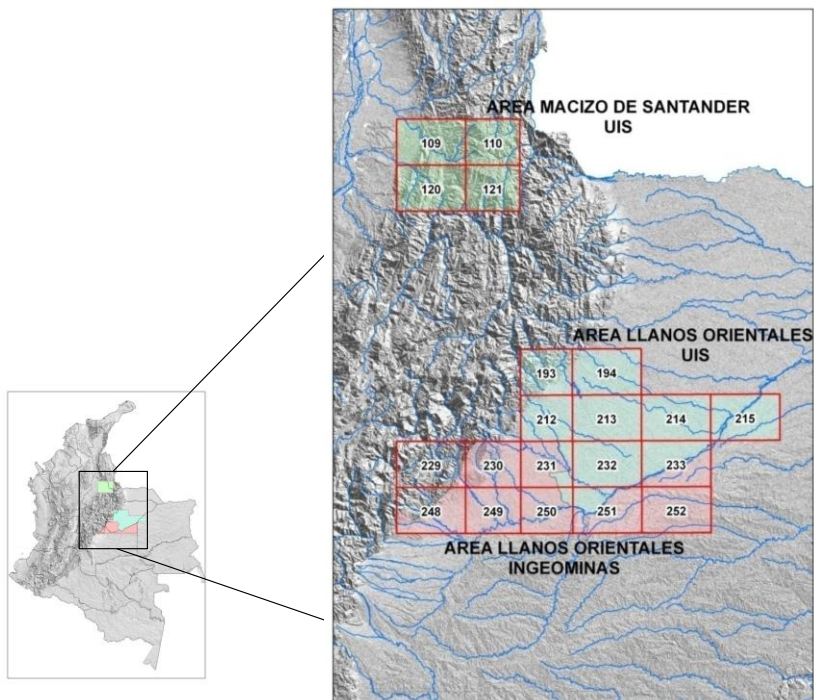 AREA MACIZO DE SANTANDER
UIS
109 110
120 121
AREA LLANOS ORIENTALES
UIS
193 194
212 213 214 215
229 230 231 232 233
248 249 250 251 252
AREA LLANOS ORIENTALES
INGEOMINAS